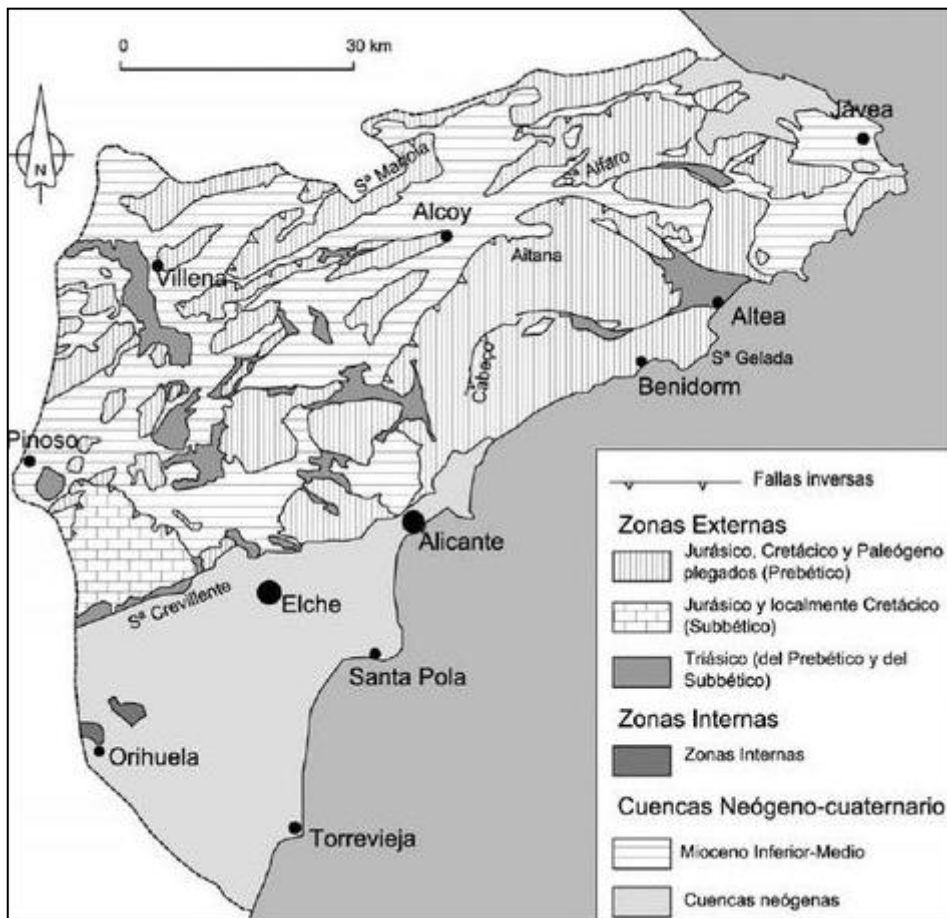 0
30 km
N
Jávea
Sª Mariola
Sª Alfaro
Alcoy
Aitana
Villena
Altea
Sª Gelada
Cabeço
Benidorm
Pinoso
Alicante
Sª Crevillente
Elche
Santa Pola
Orihuela
Torrevieja
Fallas inversas
Zonas Externas
Jurásico, Cretácico y Paleógeno
plegados (Prebético)
Jurásico y localmente Cretácico
(Subbético)
Triásico (del Prebético y del
Subbético)
Zonas Internas
Zonas Internas
Cuencas Neógeno-cuaternario
Mioceno Inferior-Medio
Cuencas neógenas